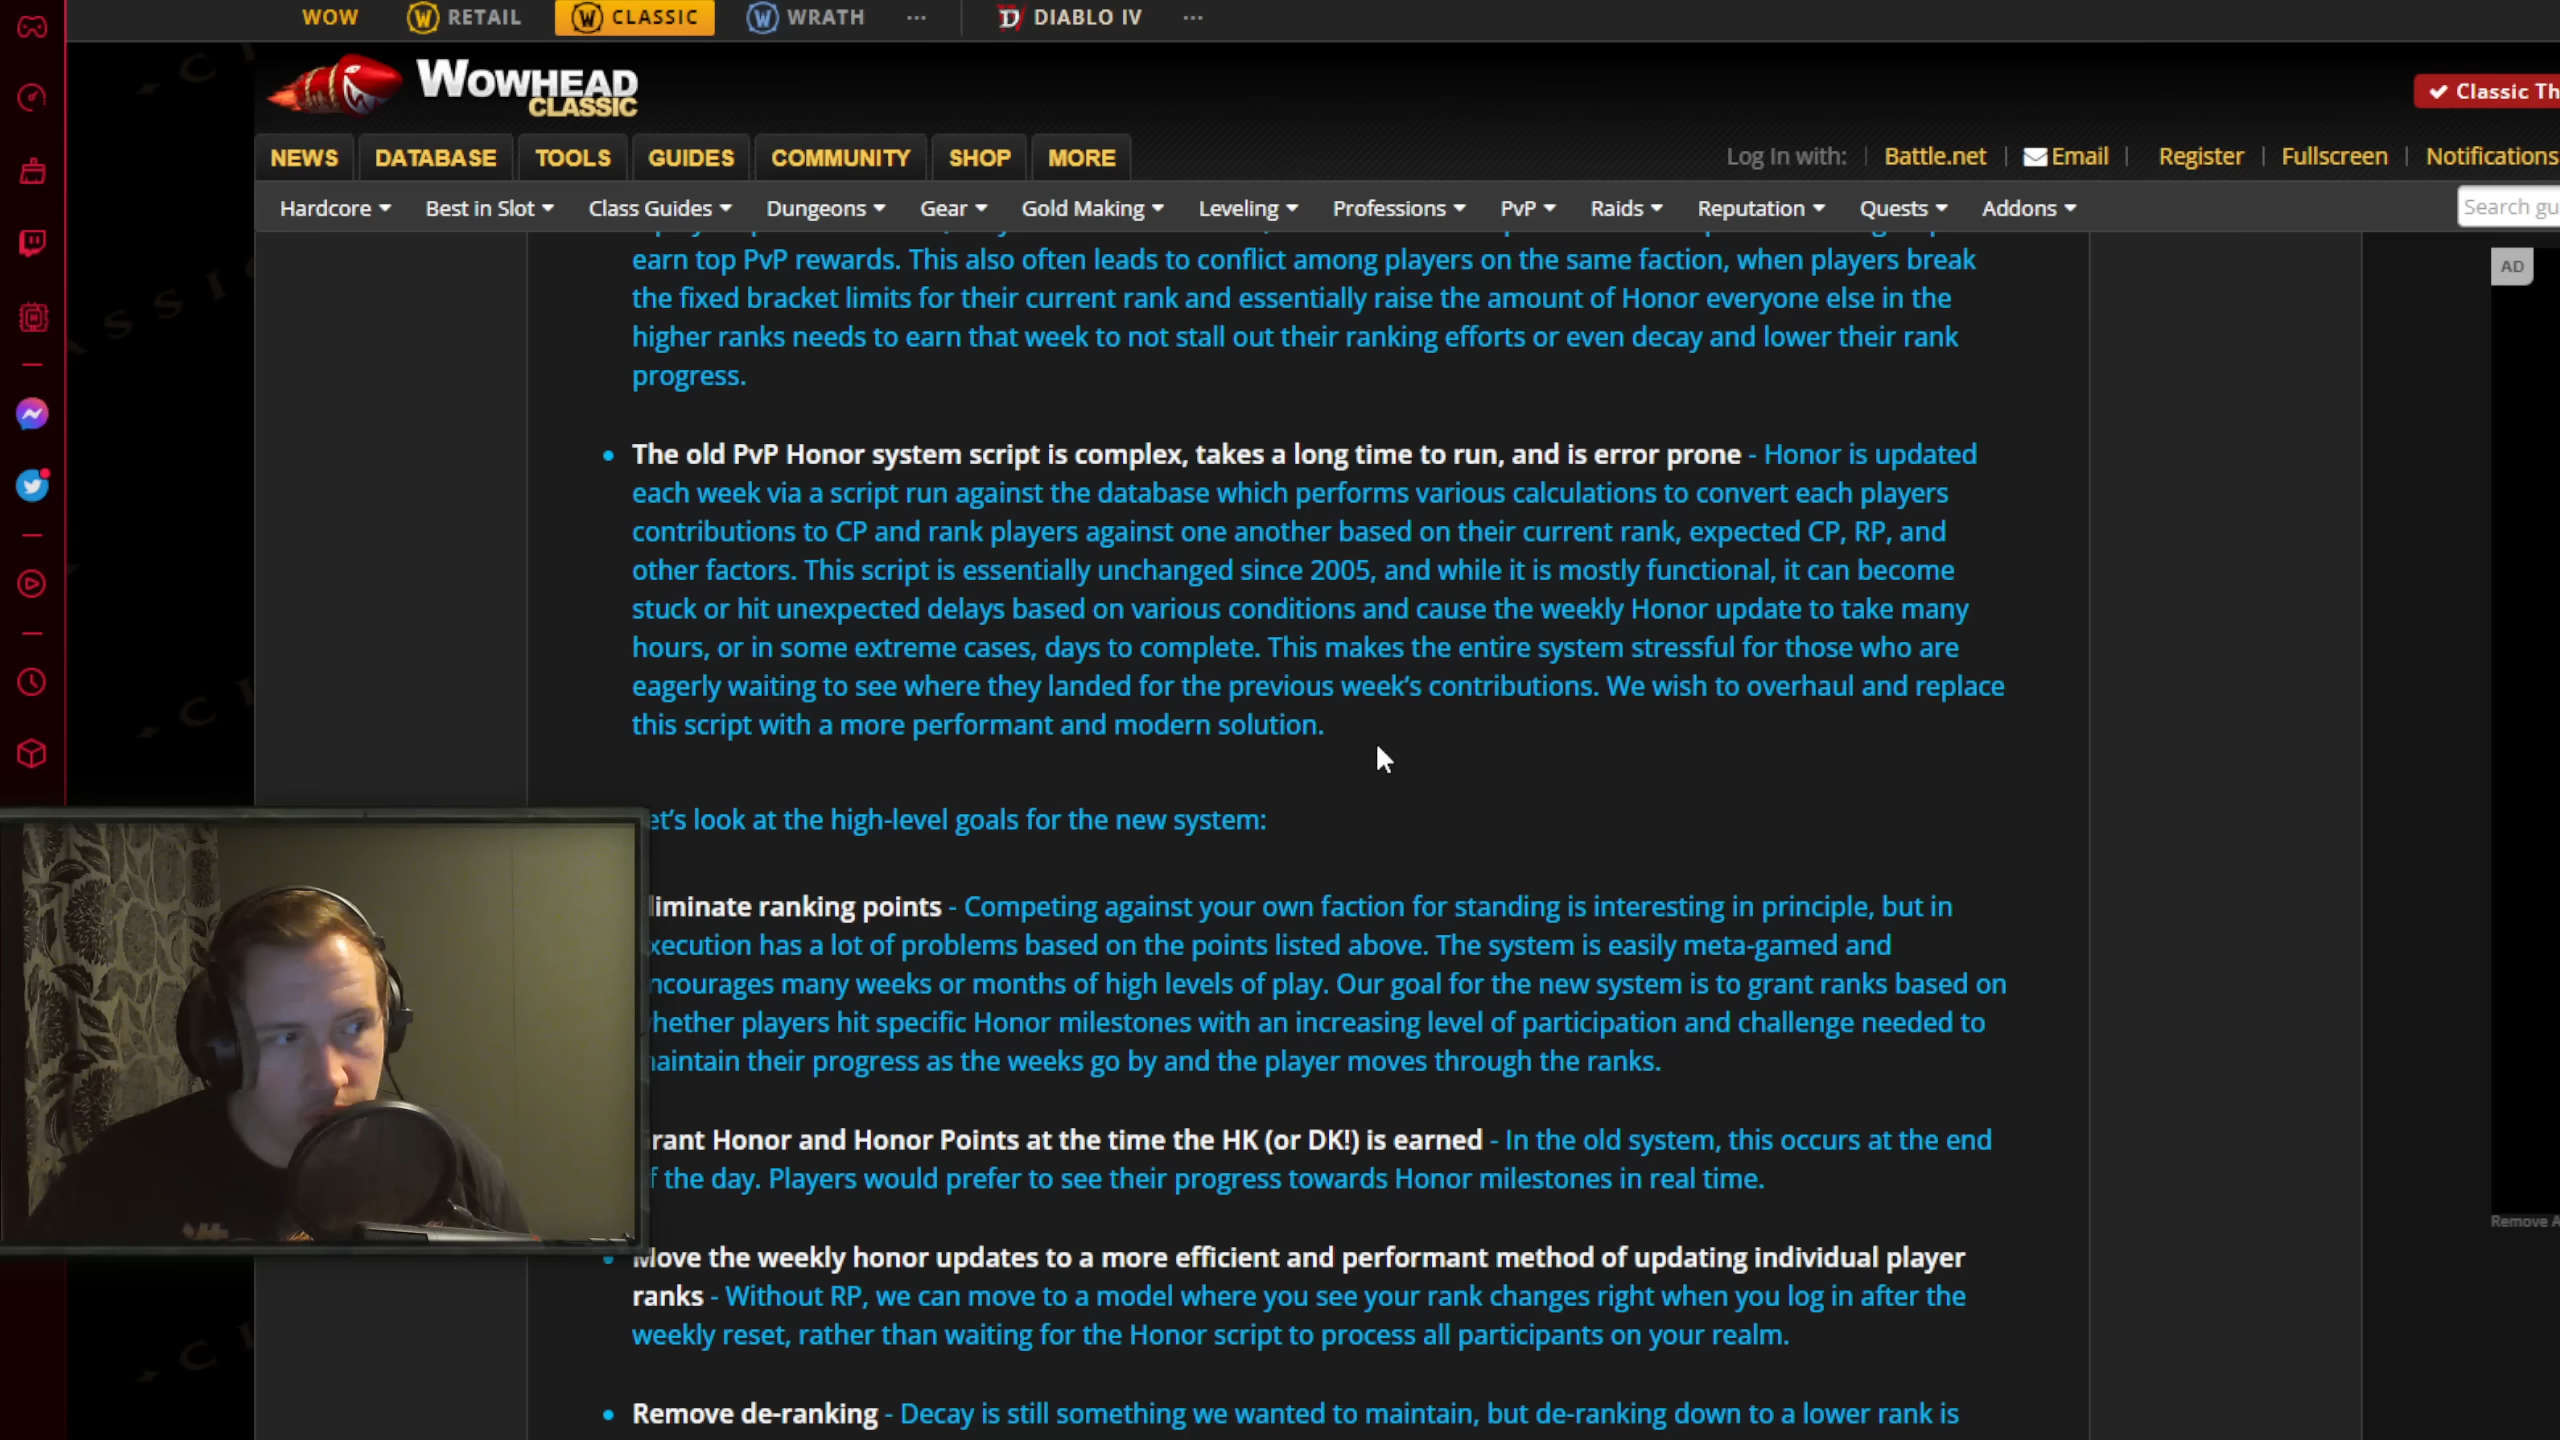 WOW RETAIL CLASSIC WRATH ... DIABLO IV ...
WOWHEAD
CLASSIC
Classic Th
NEWS DATABASE TOOLS GUIDES COMMUNITY SHOP MORE
Log In with: Battle.net Email Register Fullscreen Notifications
Hardcore Best in Slot Class Guides Dungeons Gear Gold Making Leveling Professions PvP Raids Reputation Quests Addons Search gu
AD
earn top PvP rewards. This also often leads to conflict among players on the same faction, when players break
the fixed bracket limits for their current rank and essentially raise the amount of Honor everyone else in the
higher ranks needs to earn that week to not stall out their ranking efforts or even decay and lower their rank
progress.
The old PvP Honor system script is complex, takes a long time to run, and is error prone - Honor is updated
each week via a script run against the database which performs various calculations to convert each players
contributions to CP and rank players against one another based on their current rank, expected CP, RP, and
other factors. This script is essentially unchanged since 2005, and while it is mostly functional, it can become
stuck or hit unexpected delays based on various conditions and cause the weekly Honor update to take many
hours, or in some extreme cases, days to complete. This makes the entire system stressful for those who are
eagerly waiting to see where they landed for the previous week's contributions. We wish to overhaul and replace
this script with a more performant and modern solution.
et's look at the high-level goals for the new system:
liminate ranking points - Competing against your own faction for standing is interesting in principle, but in
xecution has a lot of problems based on the points listed above. The system is easily meta-gamed and
ncourages many weeks or months of high levels of play. Our goal for the new system is to grant ranks based on
hether players hit specific Honor milestones with an increasing level of participation and challenge needed to
aintain their progress as the weeks go by and the player moves through the ranks.
rant Honor and Honor Points at the time the HK (or DK!) is earned - In the old system, this occurs at the end
f the day. Players would prefer to see their progress towards Honor milestones in real time.
Remove A
Move the weekly honor updates to a more efficient and performant method of updating individual player
ranks - Without RP, we can move to a model where you see your rank changes right when you log in after the
weekly reset, rather than waiting for the Honor script to process all participants on your realm.
Remove de-ranking - Decay is still something we wanted to maintain, but de-ranking down to a lower rank is